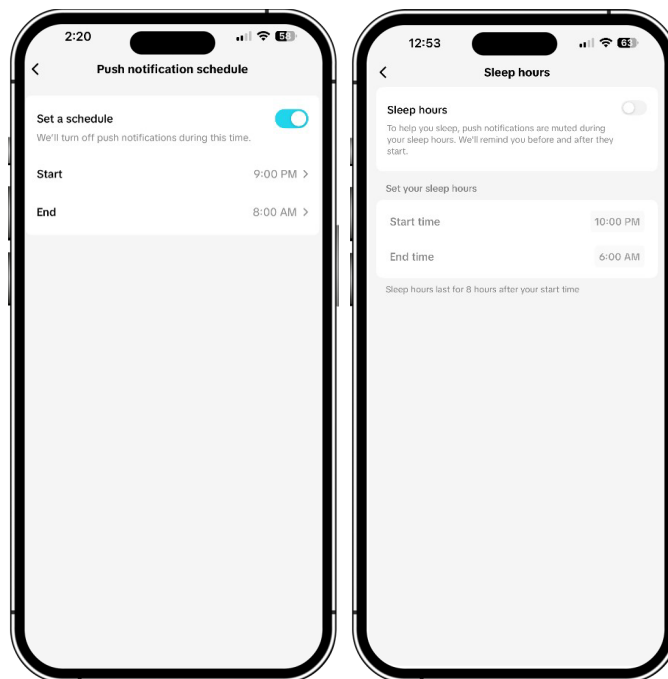 2:20
53
Push notification schedule
Set a schedule
We'll turn off push notifications during this time.
Start
9:00 PM
End
8:00 AM
12:53
63
Sleep hours
Sleep hours
To help you sleep, push notifications are muted during
your sleep hours. We'll remind you before and after they
start.
Set your sleep hours
Start time
10:00 PM
End time
6:00 AM
Sleep hours last for 8 hours after your start time